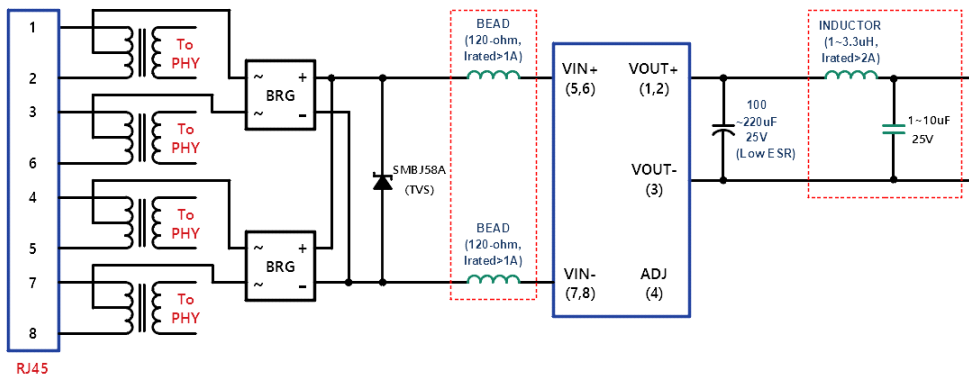 1
2
3
6
4
5
7
8
RJ45
To
PHY
To
PHY
To
PHY
To
PHY
~
~
BRG
+
-
~
~
BRG
+
-
SMBJ58A
(TVS)
BEAD
(120-ohm,
Irated>1A)
BEAD
(120-ohm,
Irated>1A)
VIN+
(5,6)
VOUT+
(1,2)
VOUT-
(3)
VIN-
(7,8)
ADJ
(4)
100
~220uF
25V
(Low ESR)
INDUCTOR
(1~3.3uH,
Irated>2A)
1~10uF
25V